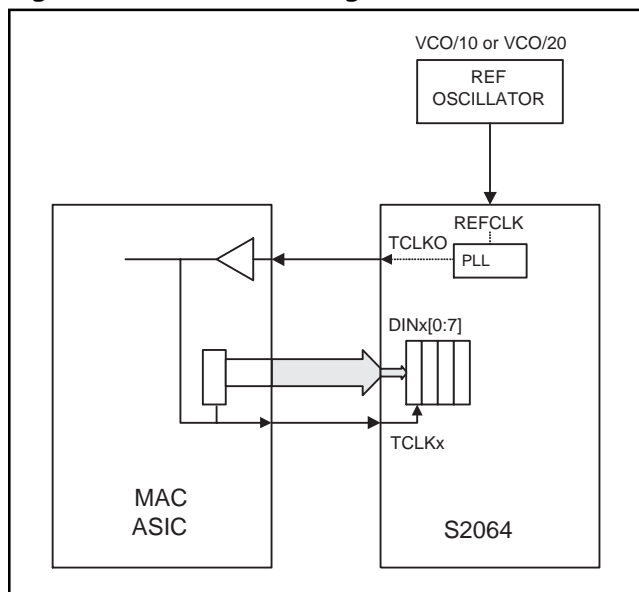 VCO/10 or VCO/20
REF
OSCILLATOR
REFCLK
TCLKO
PLL
DINx[0:7]
TCLKx
MAC
ASIC
S2064